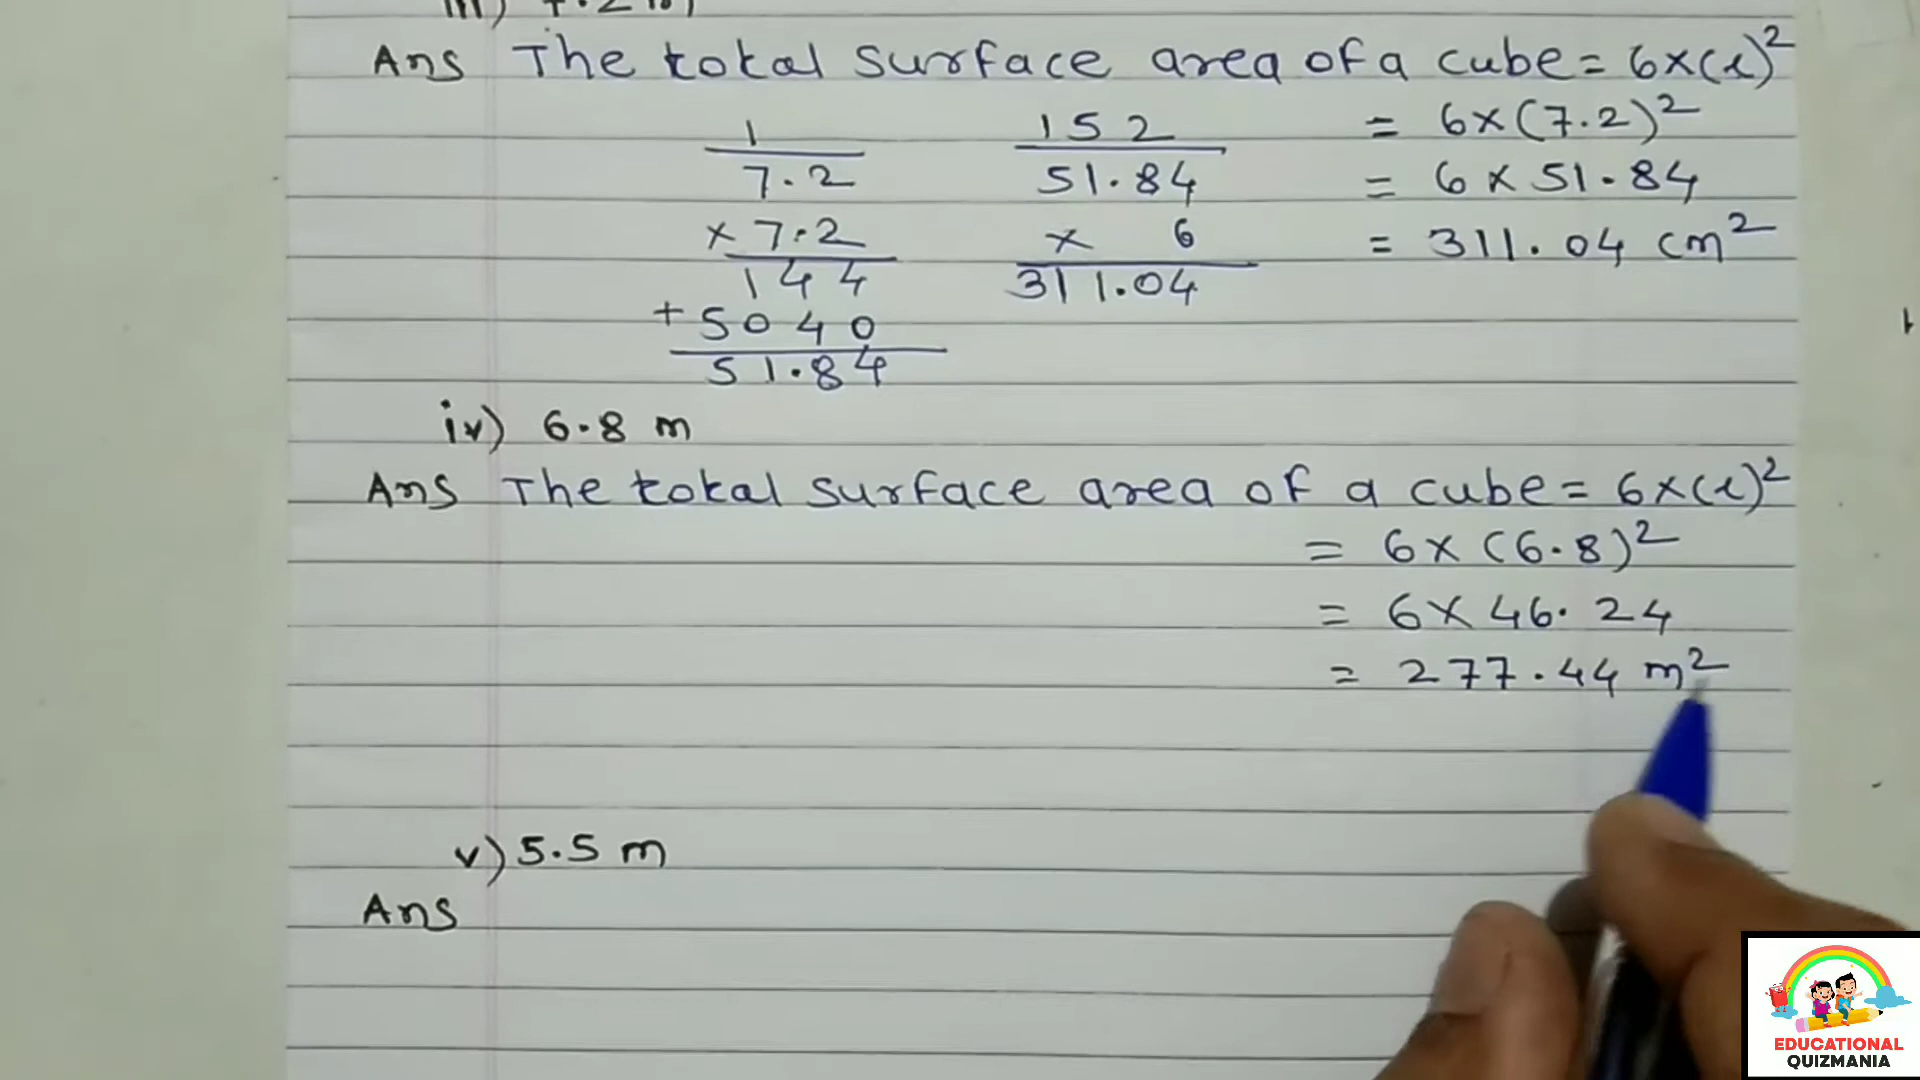 Ans The total surface area of a cube = 6×(l)²
= 6×(7.2)²
= 6×51.84
= 311.04 cm²
1
7.2
×7.2
144
+5040
51.84
152
51.84
× 6
311.04
iv) 6.8 m
Ans The total surface area of a cube = 6×(l)²
= 6×(6.8)²
= 6×46.24
= 277.44 m²
v) 5.5 m
Ans
EDUCATIONAL
QUIZMANIA